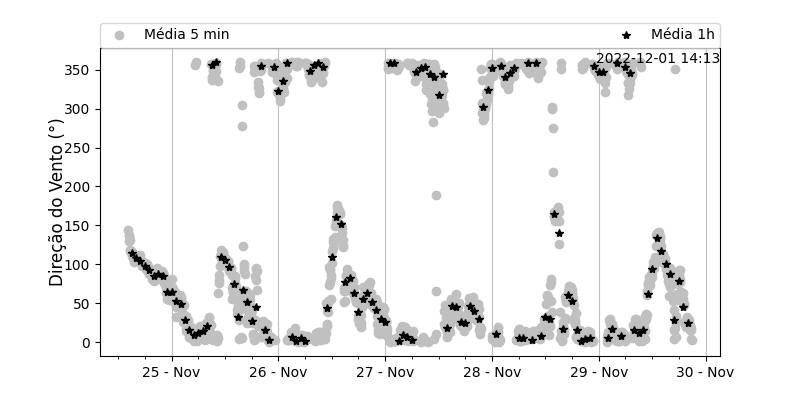 Média 5 min
Média 1h
2022-12-01 14:13
Direção do Vento (°)
350
300
250
200
150
100
50
0
25 - Nov
26 - Nov
27 - Nov
28 - Nov
29 - Nov
30 - Nov